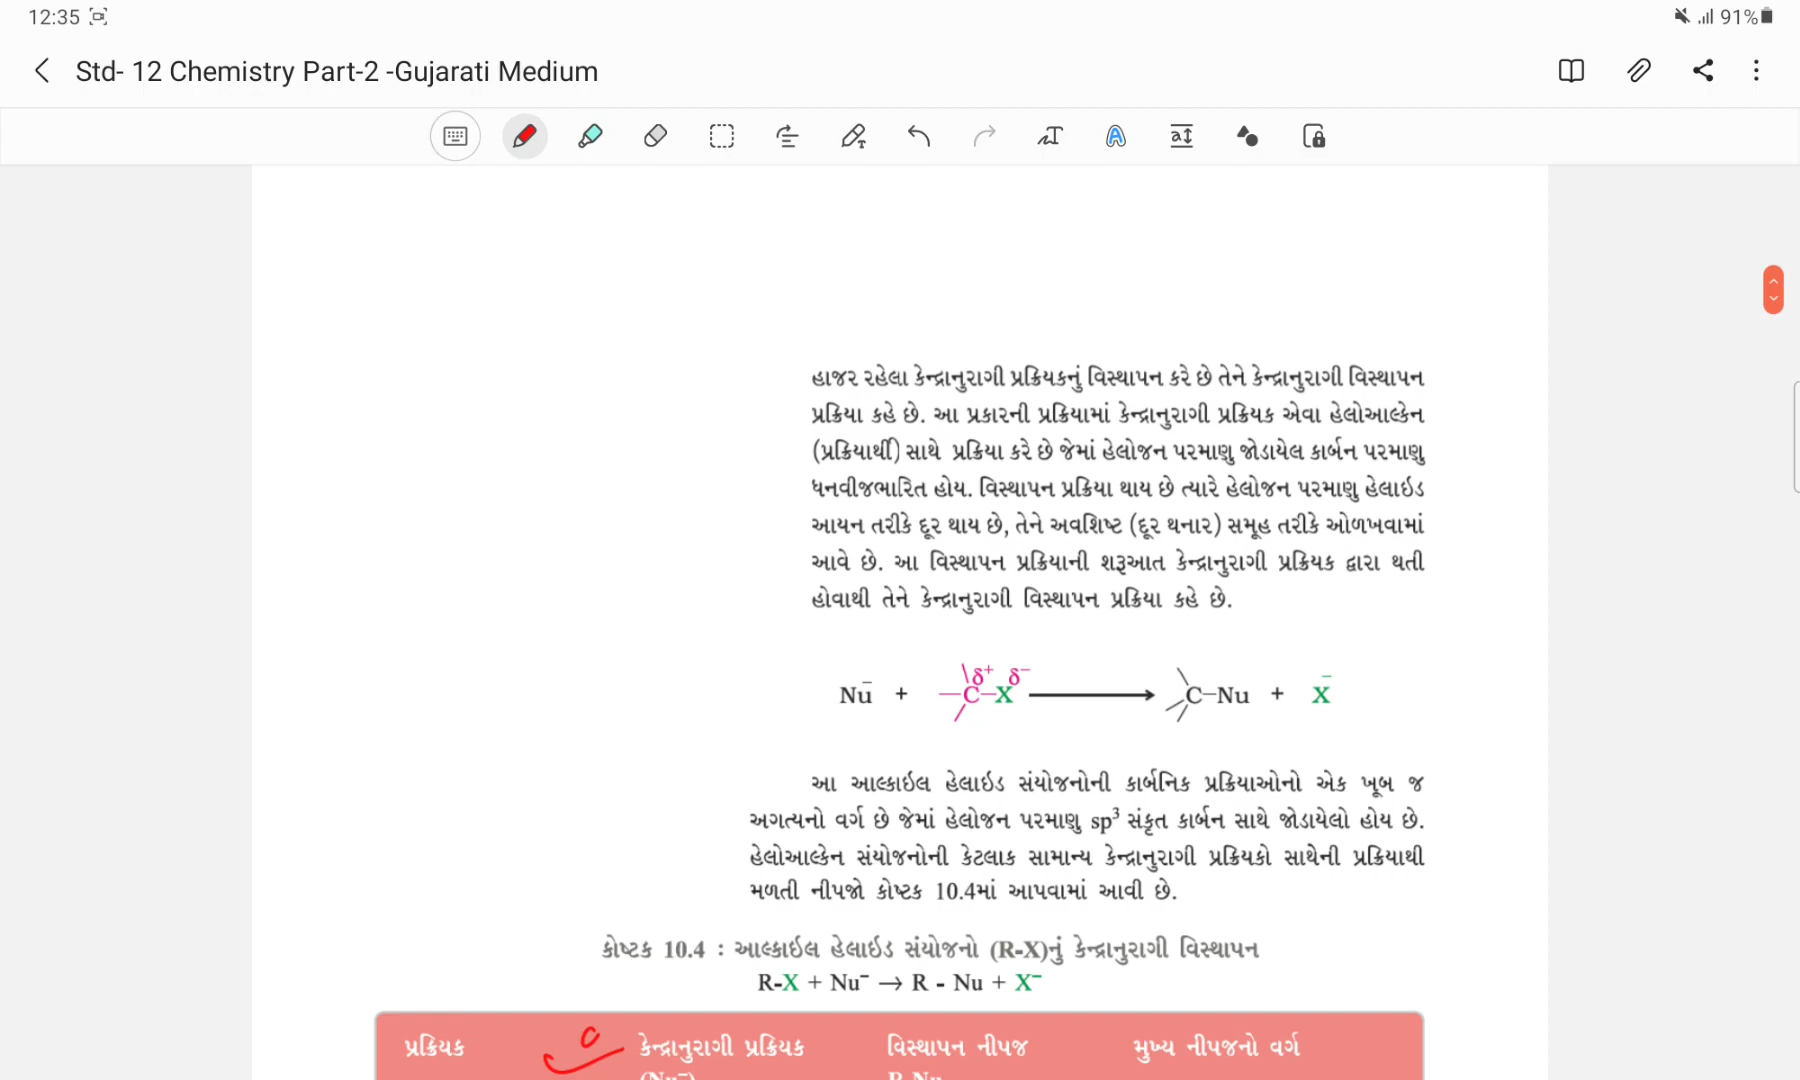 12:35
91%
Std- 12 Chemistry Part-2 -Gujarati Medium
હાજર રહેલા કેન્દ્રાનુરાગી પ્રક્રિયકનું વિસ્થાપન કરે છે તેને કેન્દ્રાનુરાગી વિસ્થાપન
પ્રક્રિયા કહે છે. આ પ્રકારની પ્રક્રિયામાં કેન્દ્રાનુરાગી પ્રક્રિયક એવા હેલોઆલ્કેન
(પ્રક્રિયાર્થી) સાથે પ્રક્રિયા કરે છે જેમાં હેલોજન પરમાણુ જોડાયેલ કાર્બન પરમાણુ
ધનવીજભારિત હોય. વિસ્થાપન પ્રક્રિયા થાય છે ત્યારે હેલોજન પરમાણુ હેલાઇડ
આયન તરીકે દૂર થાય છે, તેને અવશિષ્ટ (દૂર થનાર) સમૂહ તરીકે ઓળખવામાં
આવે છે. આ વિસ્થાપન પ્રક્રિયાની શરૂઆત કેન્દ્રાનુરાગી પ્રક્રિયક દ્વારા થતી
હોવાથી તેને કેન્દ્રાનુરાગી વિસ્થાપન પ્રક્રિયા કહે છે.
Nu⁻ + C^δ+–X^δ− ⟶ C–Nu + X⁻
આ આલ્કાઇલ હેલાઇડ સંયોજનોની કાર્બનિક પ્રક્રિયાઓનો એક ખૂબ જ
અગત્યનો વર્ગ છે જેમાં હેલોજન પરમાણુ sp³ સંકૃત કાર્બન સાથે જોડાયેલો હોય છે.
હેલોઆલ્કેન સંયોજનોની કેટલાક સામાન્ય કેન્દ્રાનુરાગી પ્રક્રિયકો સાથેની પ્રક્રિયાથી
મળતી નીપજો કોષ્ટક 10.4માં આપવામાં આવી છે.
કોષ્ટક 10.4 : આલ્કાઇલ હેલાઇડ સંયોજનો (R-X)નું કેન્દ્રાનુરાગી વિસ્થાપન
R-X + Nu⁻ → R - Nu + X⁻
પ્રક્રિયક કેન્દ્રાનુરાગી પ્રક્રિયક વિસ્થાપન નીપજ મુખ્ય નીપજનો વર્ગ
(Nu⁻) R-Nu